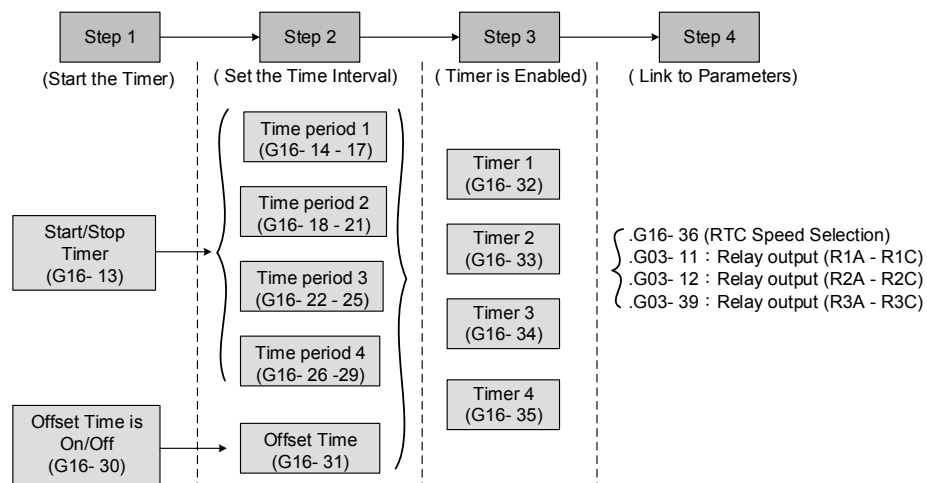 Step 1
Step 2
Step 3
Step 4
(Start the Timer)
( Set the Time Interval)
( Timer is Enabled)
( Link to Parameters)
Start/Stop
Timer
(G16- 13)
Offset Time is
On/Off
(G16- 30)
Time period 1
(G16- 14 - 17)
Time period 2
(G16- 18 - 21)
Time period 3
(G16- 22 - 25)
Time period 4
(G16- 26 -29)
Offset Time
(G16- 31)
Timer 1
(G16- 32)
Timer 2
(G16- 33)
Timer 3
(G16- 34)
Timer 4
(G16- 35)
.G16- 36 (RTC Speed Selection)
.G03- 11：Relay output (R1A - R1C)
.G03- 12：Relay output (R2A - R2C)
.G03- 39：Relay output (R3A - R3C)